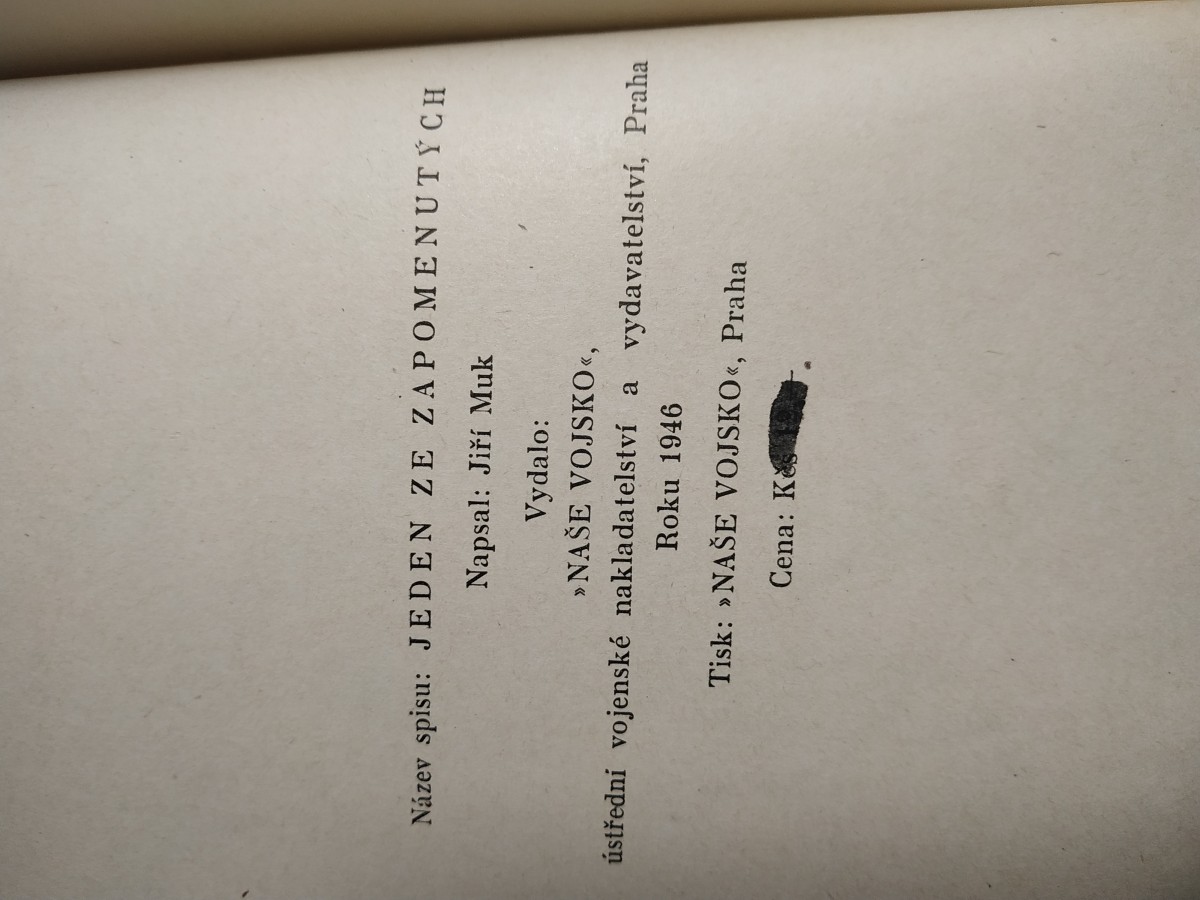 Název spisu: JEDEN ZE ZAPOMENUTÝCH
Napsal: Jiří Muk
Vydalo:
»NAŠE VOJSKO«,
ústřední vojenské nakladatelství a vydavatelství, Praha
Roku 1946
Tisk: »NAŠE VOJSKO«, Praha
Cena: Kčs